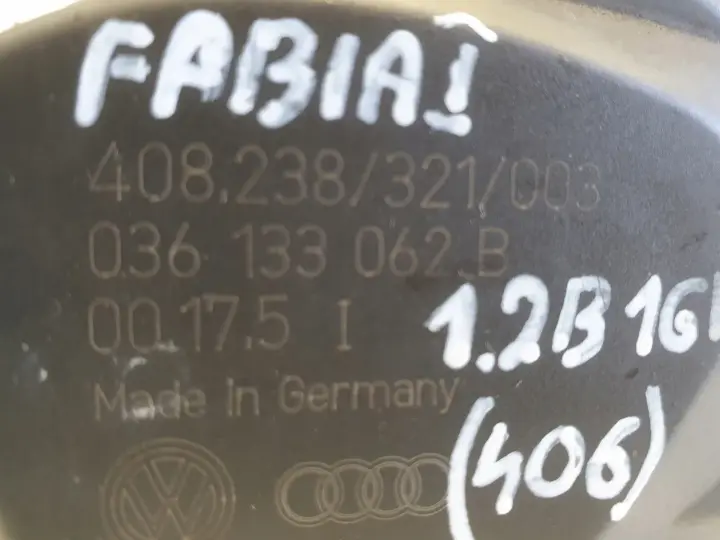 FABIA I
408.238/321/003
036 133 062 B
00.17.5 I
1.2B 16
Made in Germany
(406)